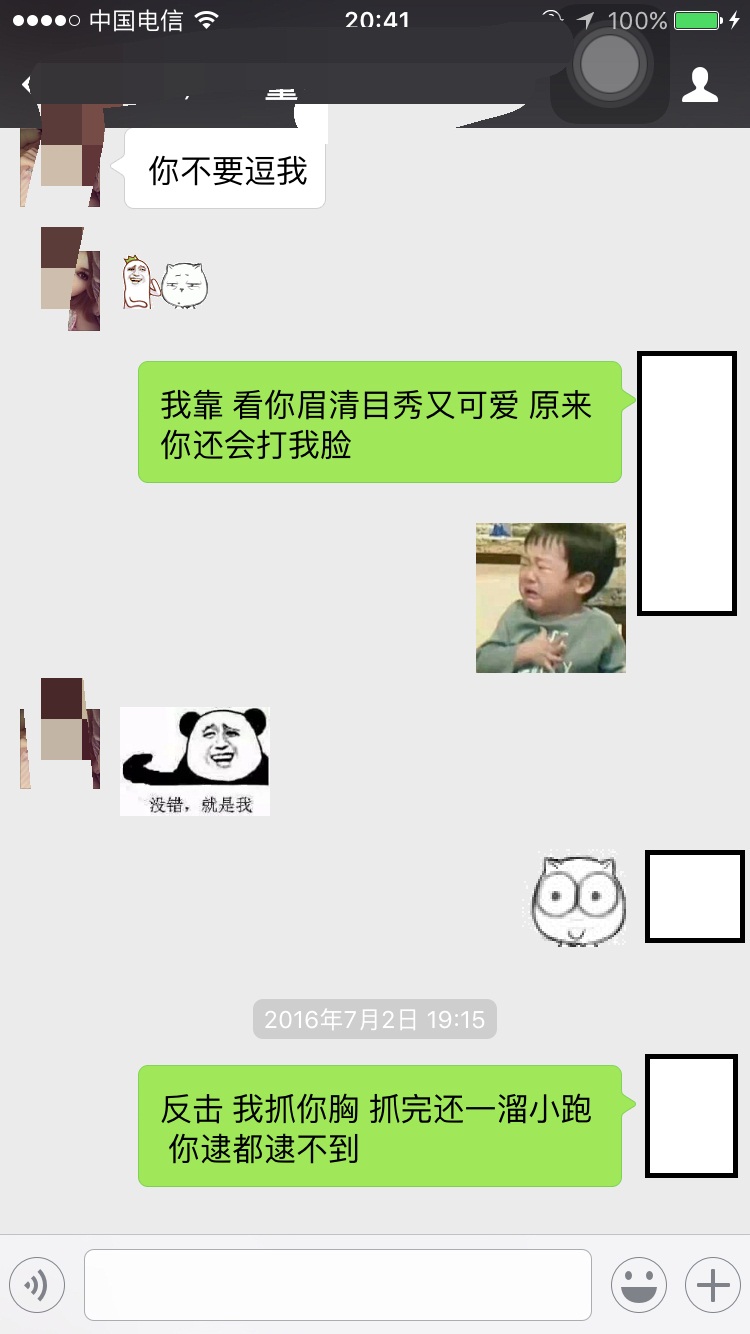 中国电信 20:41 100%
你不要逗我
我靠 看你眉清目秀又可爱 原来
你还会打我脸
没错，就是我
2016年7月2日 19:15
反击 我抓你胸 抓完还一溜小跑
你逮都逮不到